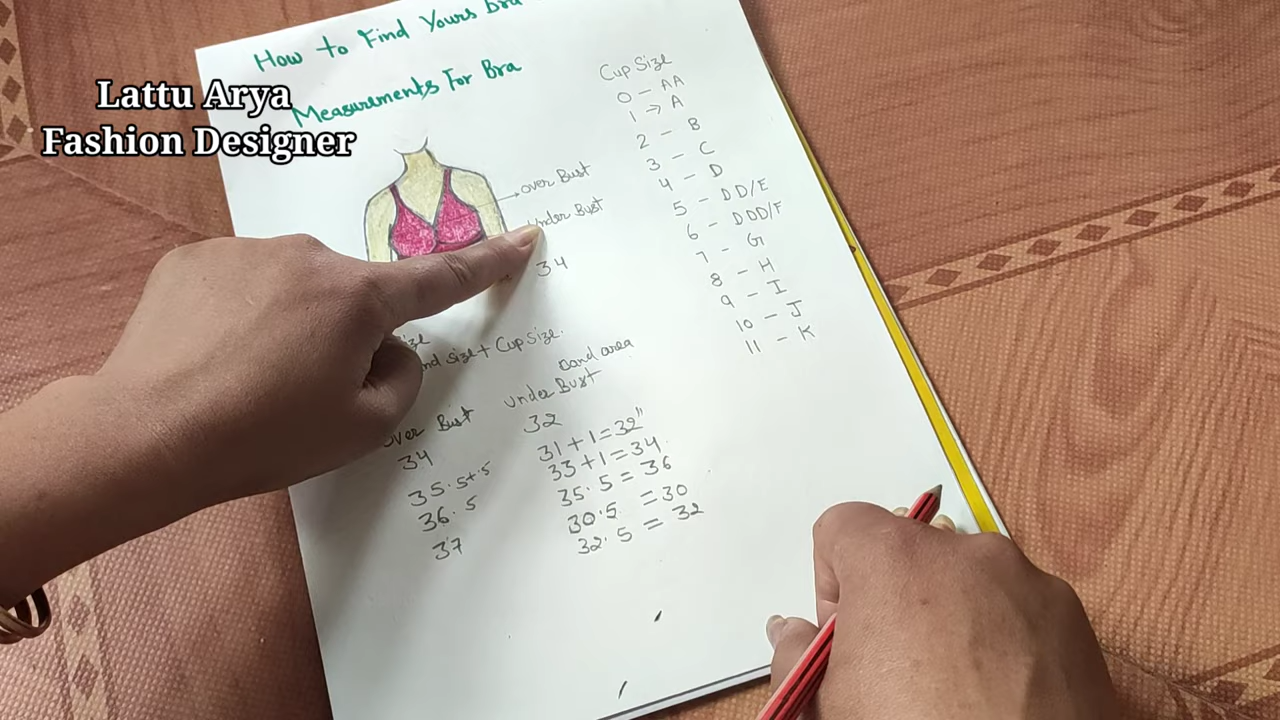 How to Find Yours bra
Measurements For Bra
Lattu Arya
Fashion Designer
over Bust
Under Bust
34
Cup Size
0 - AA
1 → A
2 - B
3 - C
4 - D
5 - DD/E
6 - DDD/F
7 - G
8 - H
9 - I
10 - J
11 - K
size + Cup Size.
Band area
over Bust
under Bust
34
32
35.5+.5
31+1=32"
36.5
33+1=34
37
35.5 = 36
30.5 = 30
32.5 = 32